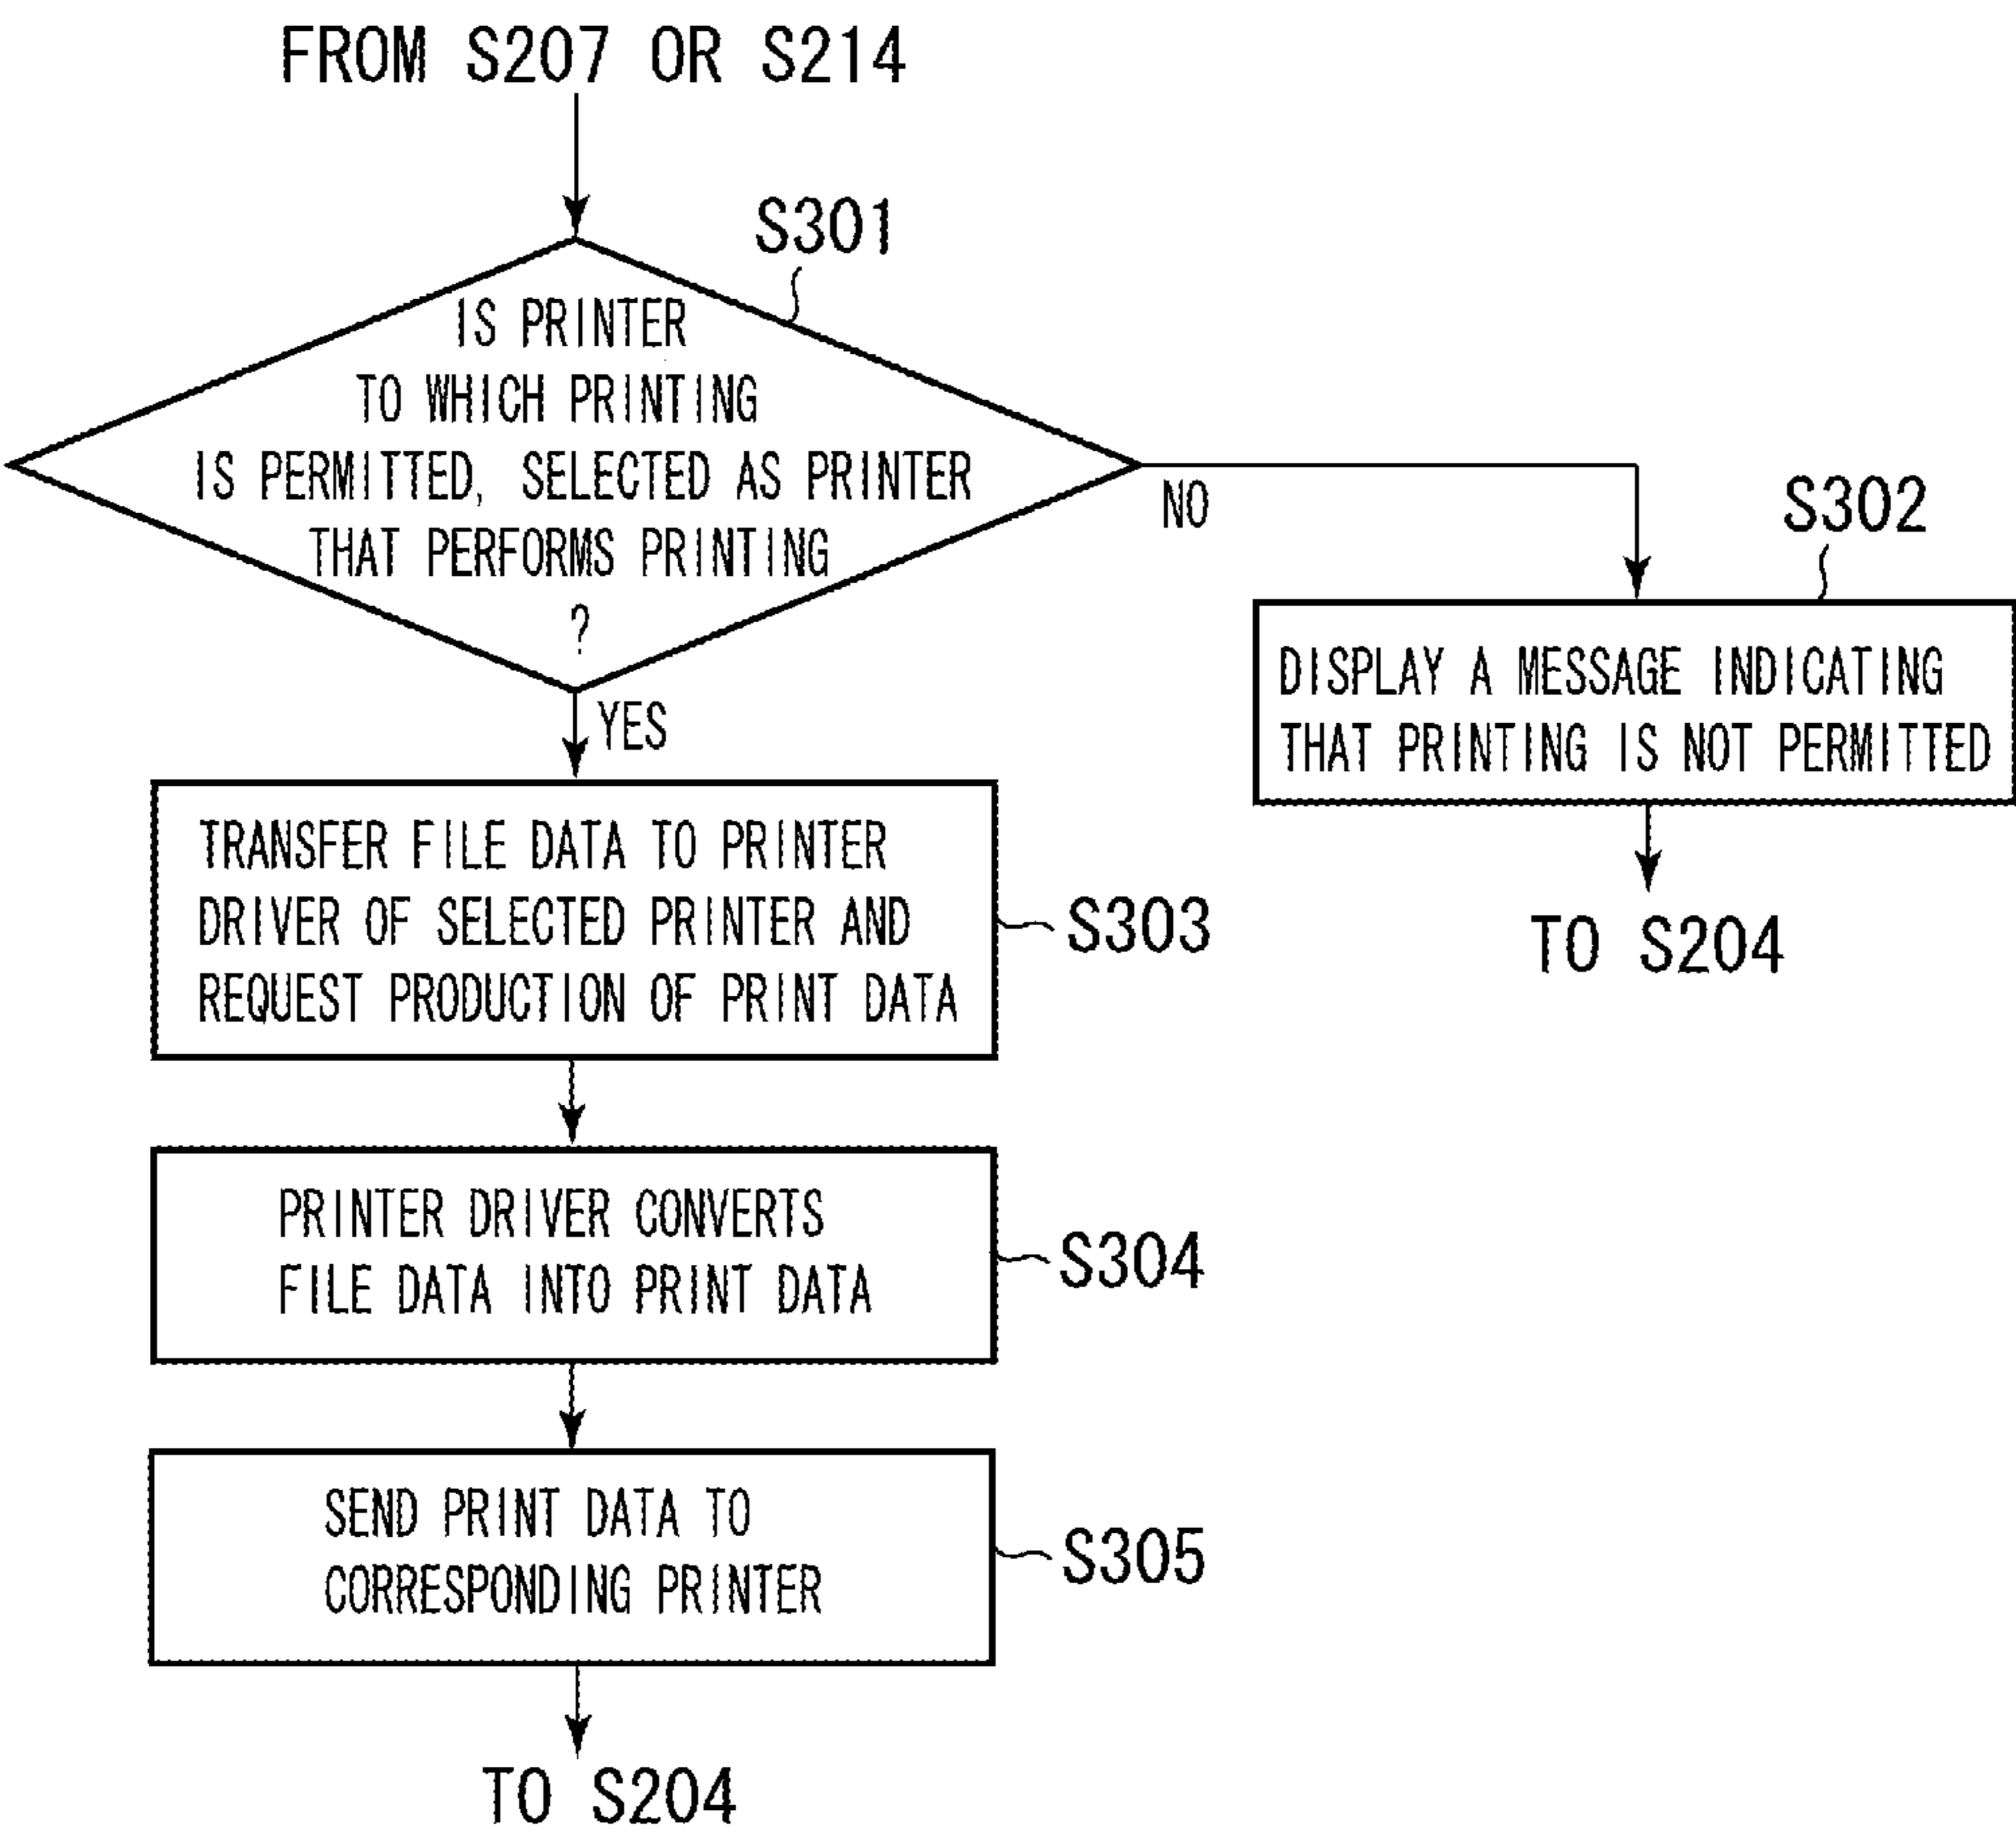 FROM S207 OR S214
S301
IS PRINTER
TO WHICH PRINTING
IS PERMITTED, SELECTED AS PRINTER
THAT PERFORMS PRINTING
?
NO
YES
S302
DISPLAY A MESSAGE INDICATING
THAT PRINTING IS NOT PERMITTED
TO S204
TRANSFER FILE DATA TO PRINTER
DRIVER OF SELECTED PRINTER AND
REQUEST PRODUCTION OF PRINT DATA
S303
PRINTER DRIVER CONVERTS
FILE DATA INTO PRINT DATA
S304
SEND PRINT DATA TO
CORRESPONDING PRINTER
S305
TO S204